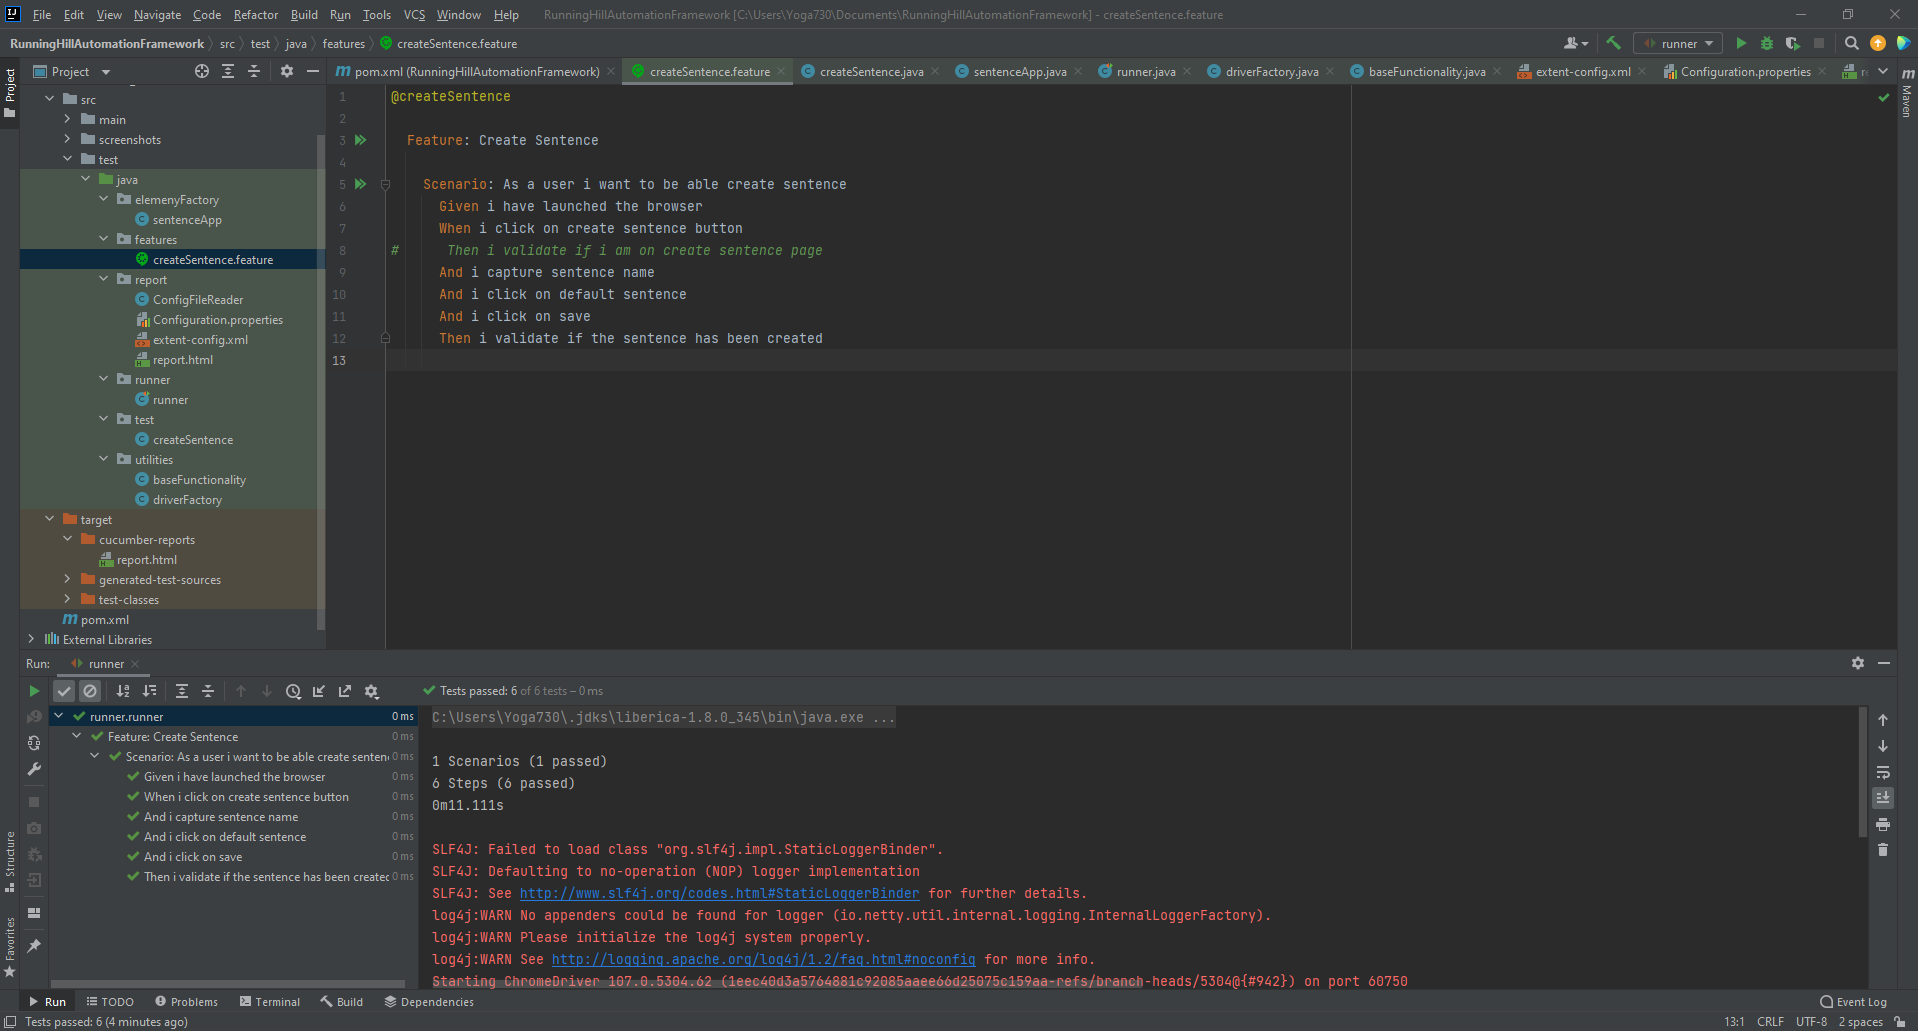 File Edit View Navigate Code Refactor Build Run Tools VCS Window Help RunningHillAutomationFramework [C:\Users\Yoga730\Documents\RunningHillAutomationFramework] - createSentence.feature
RunningHillAutomationFramework src test java features createSentence.feature
runner
Project
pom.xml (RunningHillAutomationFramework) createSentence.feature createSentence.java sentenceApp.java runner.java driverFactory.java baseFunctionality.java extent-config.xml Configuration.properties
Project
Maven
src
main
screenshots
test
java
elemenyFactory
sentenceApp
features
createSentence.feature
report
ConfigFileReader
Configuration.properties
extent-config.xml
report.html
runner
runner
test
createSentence
utilities
baseFunctionality
driverFactory
target
cucumber-reports
report.html
generated-test-sources
test-classes
pom.xml
External Libraries
1 @createSentence
2
3 Feature: Create Sentence
4
5 Scenario: As a user i want to be able create sentence
6 Given i have launched the browser
7 When i click on create sentence button
8 # Then i validate if i am on create sentence page
9 And i capture sentence name
10 And i click on default sentence
11 And i click on save
12 Then i validate if the sentence has been created
13
Run: runner
Tests passed: 6 of 6 tests – 0 ms
runner.runner 0 ms
Feature: Create Sentence 0 ms
Scenario: As a user i want to be able create senten 0 ms
Given i have launched the browser 0 ms
When i click on create sentence button 0 ms
And i capture sentence name 0 ms
And i click on default sentence 0 ms
And i click on save 0 ms
Then i validate if the sentence has been created 0 ms
C:\Users\Yoga730\.jdks\liberica-1.8.0_345\bin\java.exe ...
1 Scenarios (1 passed)
6 Steps (6 passed)
0m11.111s
SLF4J: Failed to load class "org.slf4j.impl.StaticLoggerBinder".
SLF4J: Defaulting to no-operation (NOP) logger implementation
SLF4J: See http://www.slf4j.org/codes.html#StaticLoggerBinder for further details.
log4j:WARN No appenders could be found for logger (io.netty.util.internal.logging.InternalLoggerFactory).
log4j:WARN Please initialize the log4j system properly.
log4j:WARN See http://logging.apache.org/log4j/1.2/faq.html#noconfig for more info.
Starting ChromeDriver 107.0.5304.62 (1eec40d3a5764881c92085aaee66d25075c159aa-refs/branch-heads/5304@{#942}) on port 60750
Structure
Favorites
Run TODO Problems Terminal Build Dependencies Event Log
Tests passed: 6 (4 minutes ago) 13:1 CRLF UTF-8 2 spaces